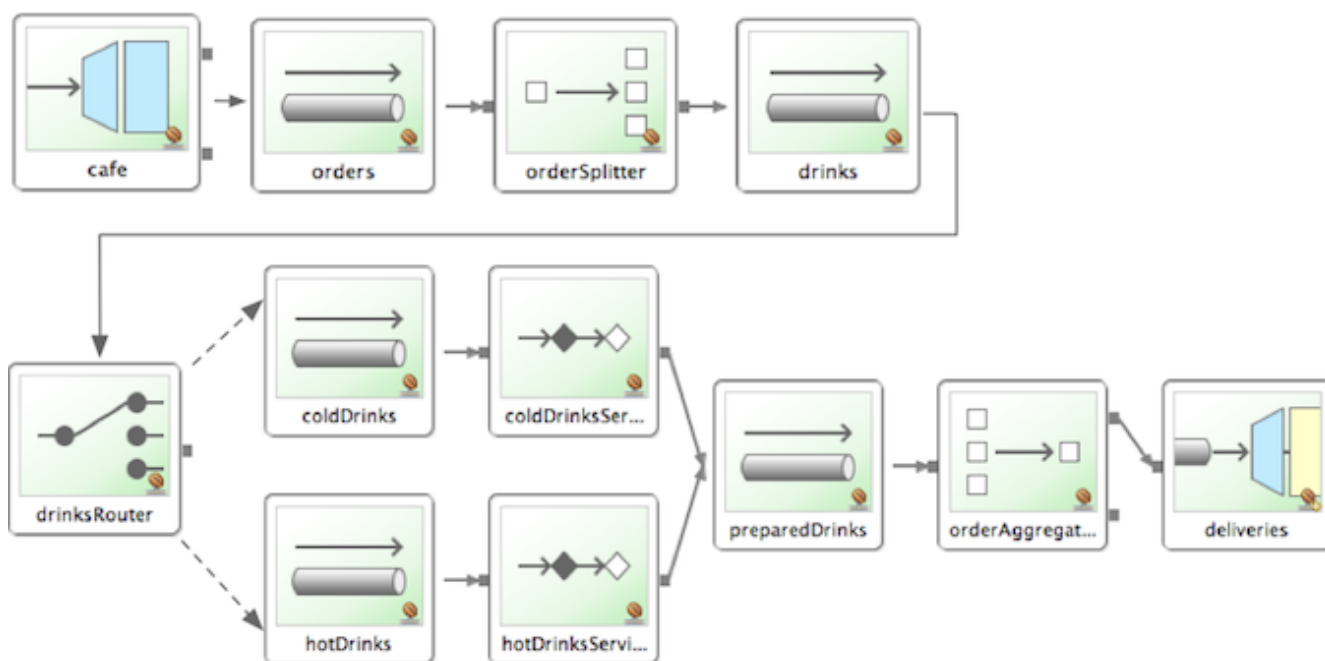 cafe
orders
orderSplitter
drinks
drinksRouter
coldDrinks
coldDrinksSer...
hotDrinks
hotDrinksServi...
preparedDrinks
orderAggregat...
deliveries